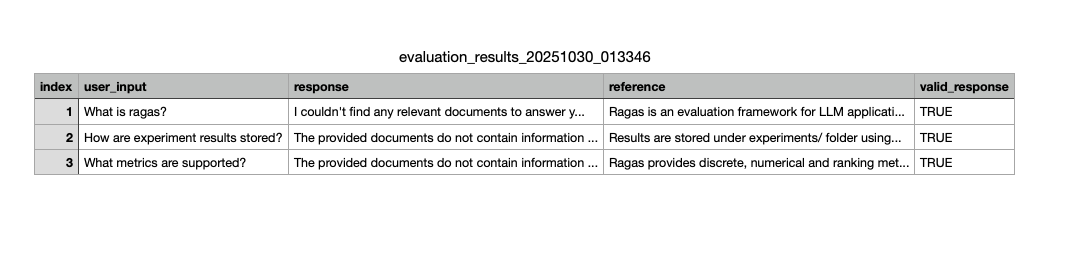 evaluation_results_20251030_013346
index user_input response reference valid_response
1 What is ragas? I couldn't find any relevant documents to answer y... Ragas is an evaluation framework for LLM applicati... TRUE
2 How are experiment results stored? The provided documents do not contain information ... Results are stored under experiments/ folder using... TRUE
3 What metrics are supported? The provided documents do not contain information ... Ragas provides discrete, numerical and ranking met... TRUE